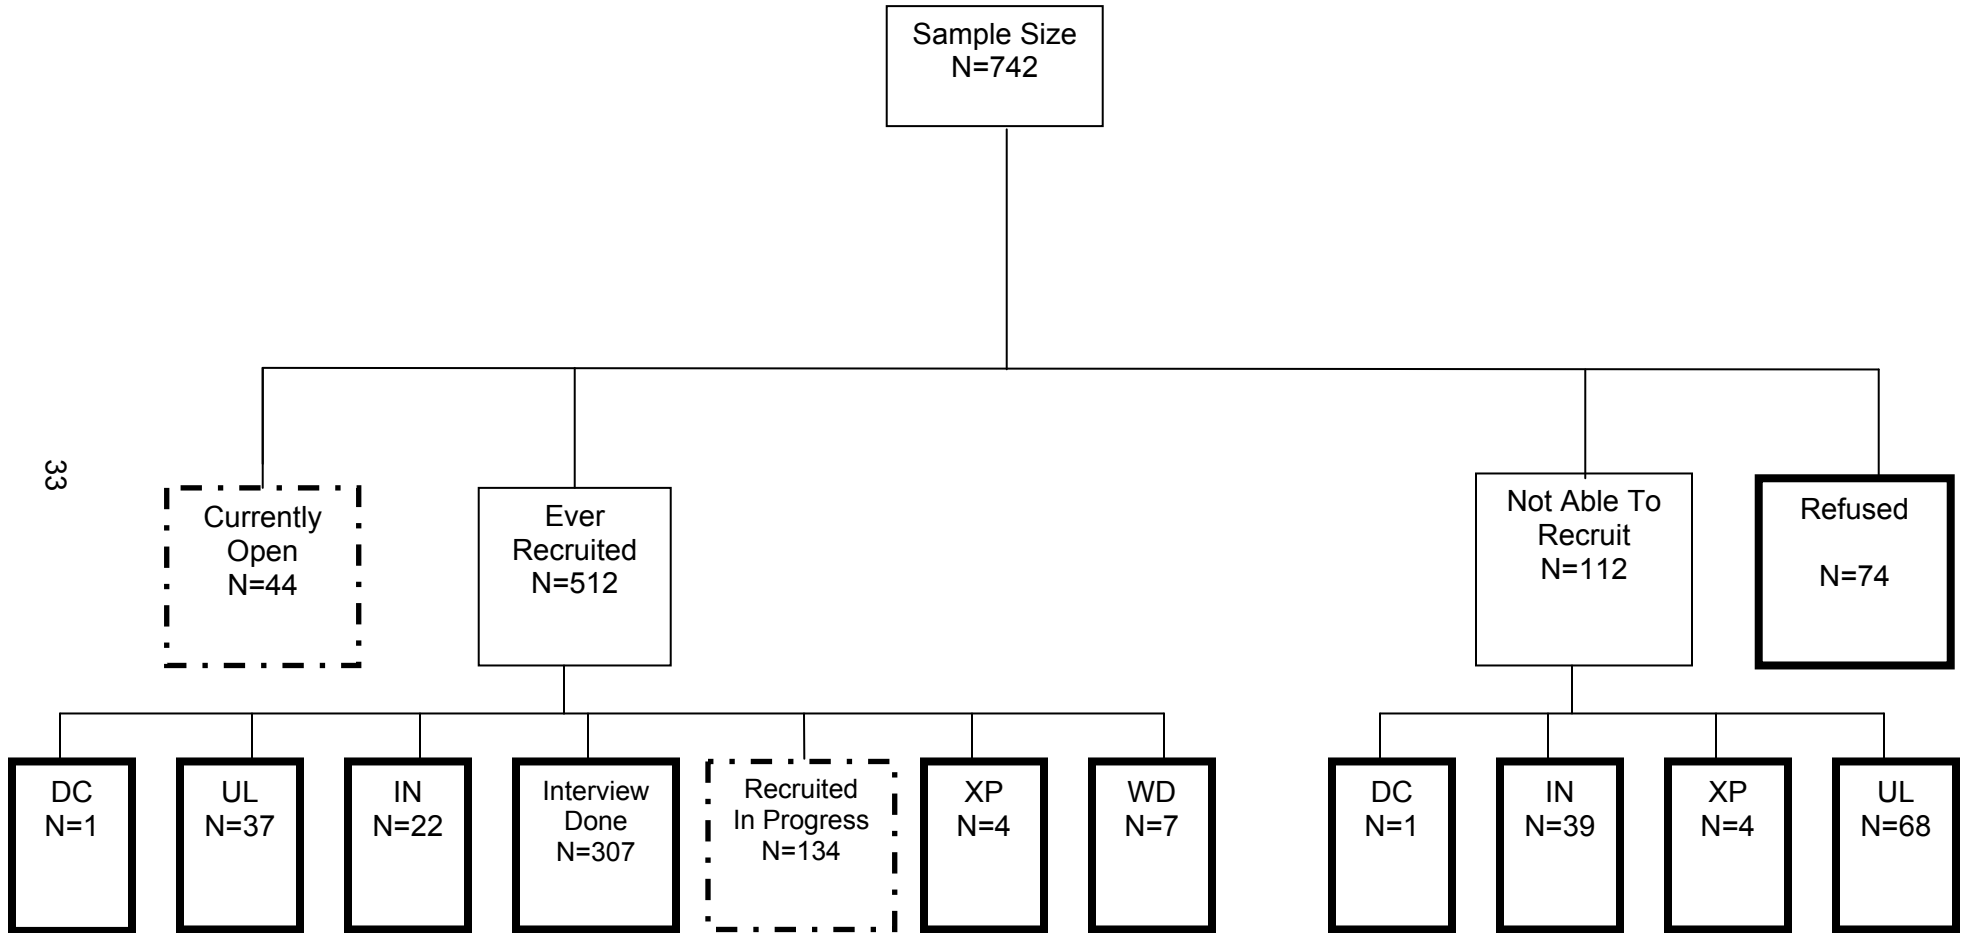 Sample Size
N=742
33
Currently
Open
N=44
Ever
Recruited
N=512
Not Able To
Recruit
N=112
Refused
N=74
DC
N=1
UL
N=37
IN
N=22
Interview
Done
N=307
Recruited
In Progress
N=134
XP
N=4
WD
N=7
DC
N=1
IN
N=39
XP
N=4
UL
N=68